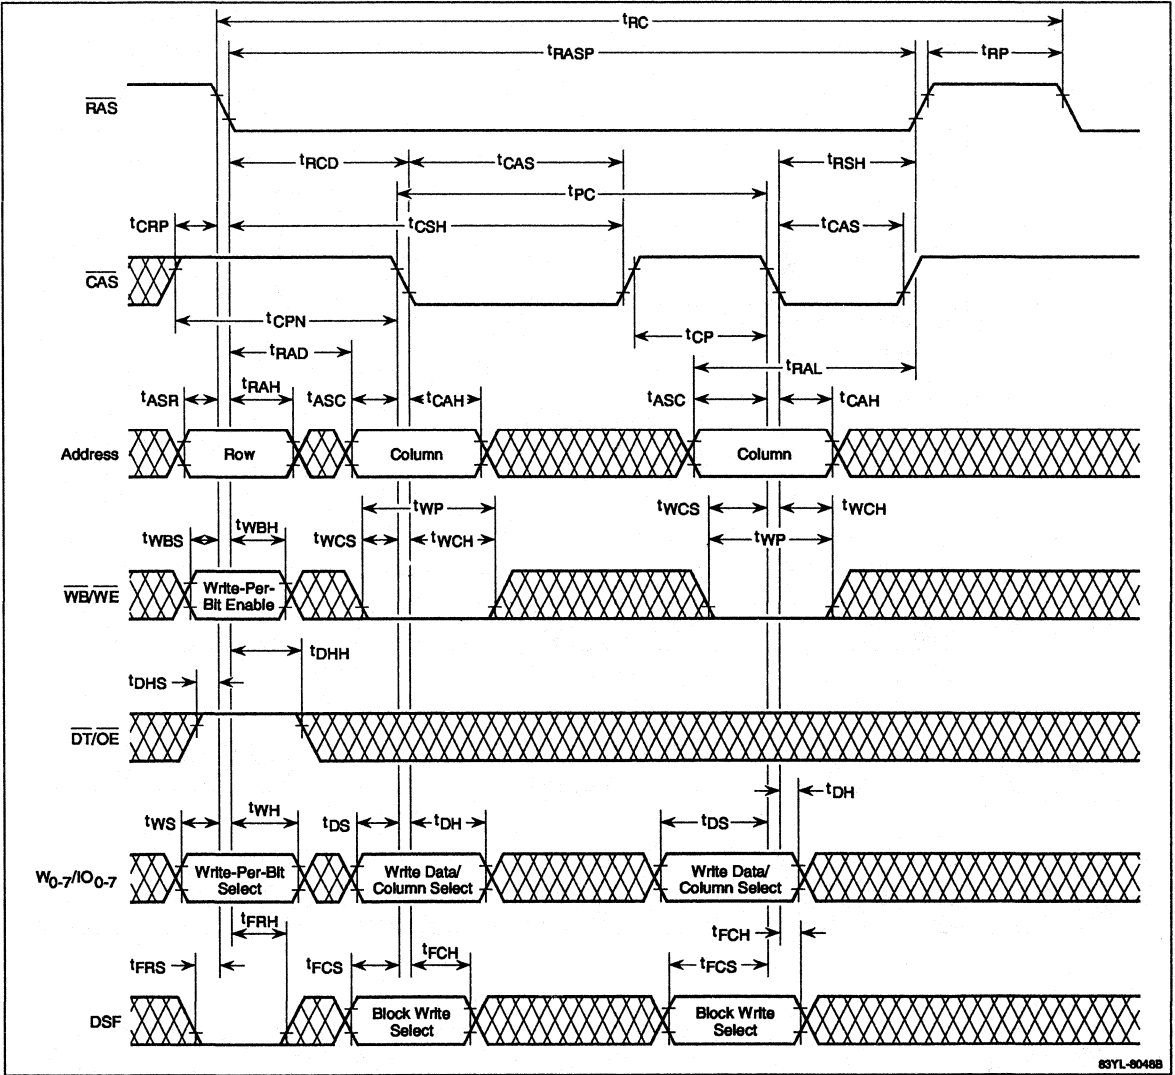 tRC
tRASP
tRP
RAS
tRCD
tCAS
tRSH
tPC
tCRP
tCSH
tCAS
CAS
tCPN
tCP
tRAD
tRAL
tASR
tRAH
tASC
tCAH
tASC
tCAH
Address
Row
Column
Column
tWP
tWCS
tWCH
tWBS
tWBH
tWCS
tWCH
tWP
WB/WE
Write-Per-
Bit Enable
tDHH
tDHS
DT/OE
tDH
tWS
tWH
tDS
tDH
tDS
W0-7/IO0-7
Write-Per-Bit
Select
Write Data/
Column Select
Write Data/
Column Select
tFRH
tFCH
tFRS
tFCS
tFCH
tFCS
DSF
Block Write
Select
Block Write
Select
83YL-8048B